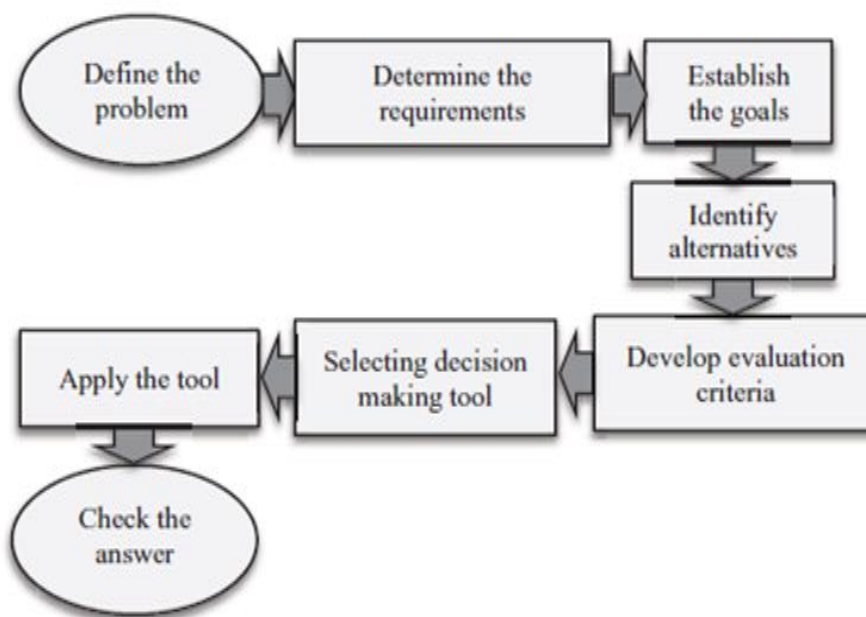 Define the
problem
Determine the
requirements
Establish
the goals
Identify
alternatives
Develop evaluation
criteria
Selecting decision
making tool
Apply the tool
Check the
answer